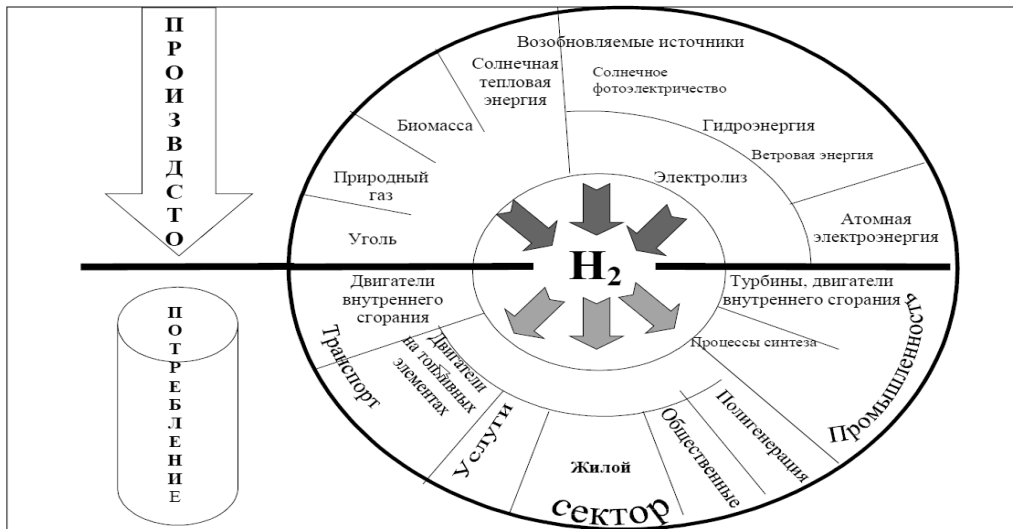 ПРОИЗВДСТО
Возобновляемые источники
Солнечная
тепловая
энергия
Солнечное
фотоэлектричество
Биомасса
Гидроэнергия
Ветровая энергия
Природный
газ
Электролиз
Уголь
Атомная
электроэнергия
H2
ПОТРЕБЛЕНИЕ
Двигатели
внутреннего
сгорания
Турбины, двигатели
внутреннего сгорания
Транспорт
Двигатели
на топливных
элементах
Процессы синтеза
Промышленность
Услуги
Жилой
Общественные
Полигенерация
сектор